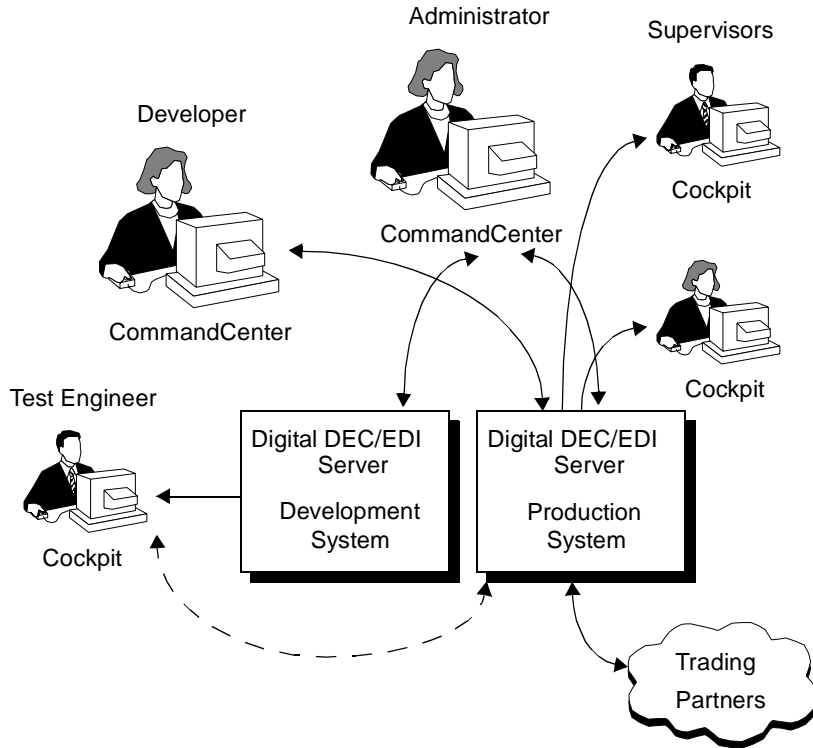 Administrator
Supervisors
Developer
Cockpit
CommandCenter
CommandCenter
Cockpit
Test Engineer
Digital DEC/EDI
Server
Development
System
Digital DEC/EDI
Server
Production
System
Cockpit
Trading
Partners